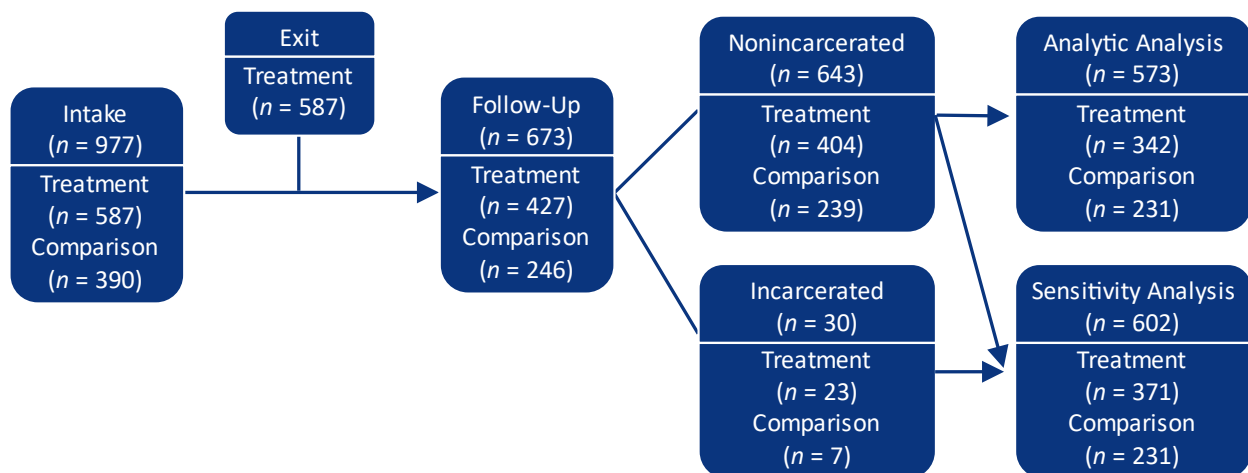 Intake
(n = 977)
Treatment
(n = 587)
Comparison
(n = 390)
Exit
Treatment
(n = 587)
Follow-Up
(n = 673)
Treatment
(n = 427)
Comparison
(n = 246)
Nonincarcerated
(n = 643)
Treatment
(n = 404)
Comparison
(n = 239)
Incarcerated
(n = 30)
Treatment
(n = 23)
Comparison
(n = 7)
Analytic Analysis
(n = 573)
Treatment
(n = 342)
Comparison
(n = 231)
Sensitivity Analysis
(n = 602)
Treatment
(n = 371)
Comparison
(n = 231)